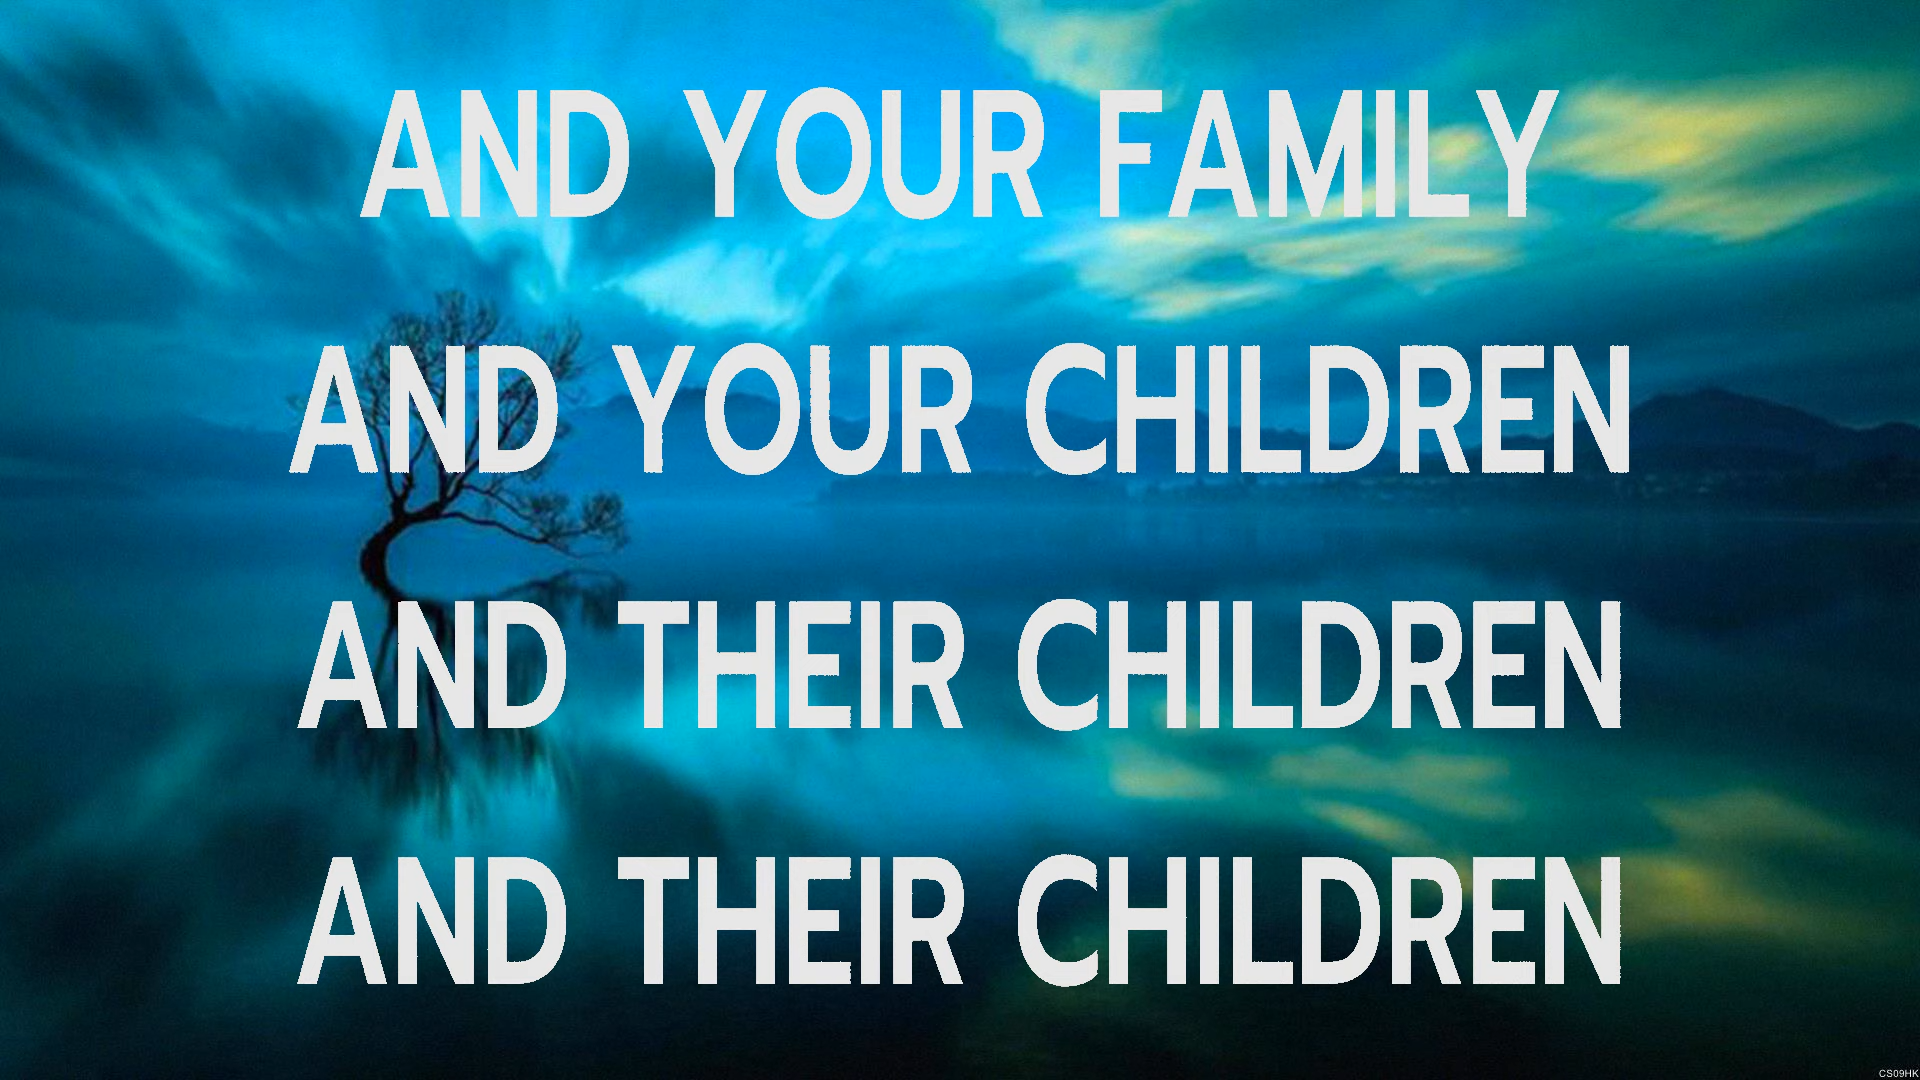 AND YOUR FAMILY
AND YOUR CHILDREN
AND THEIR CHILDREN
AND THEIR CHILDREN
CS09HK